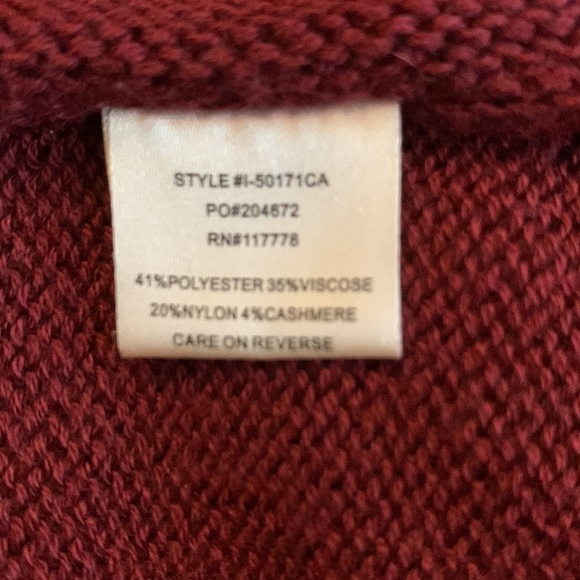 STYLE #I-50171CA
PO#204672
RN#117778
41%POLYESTER 35%VISCOSE
20%NYLON 4%CASHMERE
CARE ON REVERSE